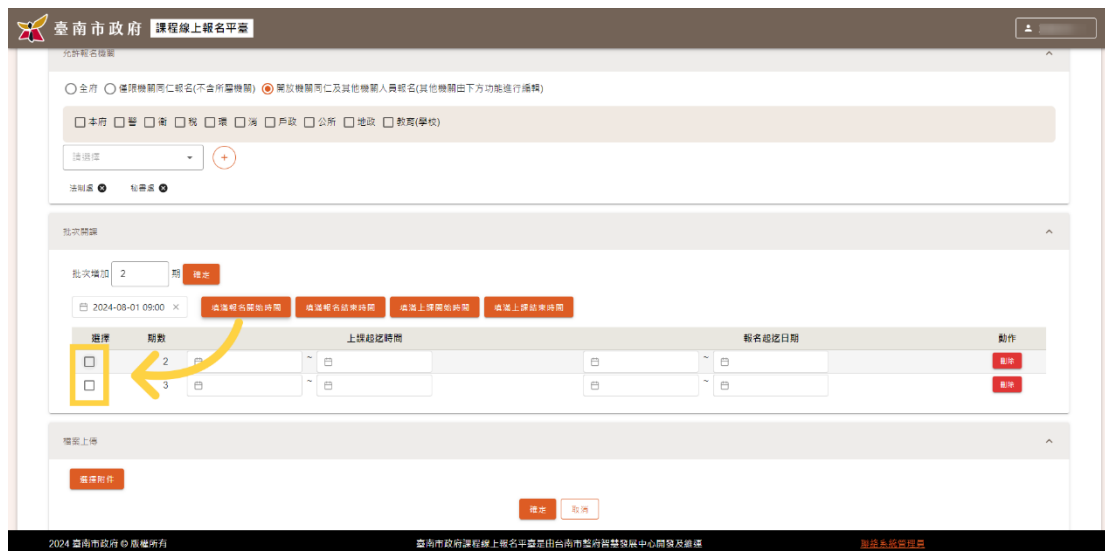 臺南市政府 課程線上報名平臺
允許報名機關
全府 僅限機關同仁報名(不含所屬機關) 開放機關同仁及其他機關人員報名(其他機關由下方功能進行編輯)
本府 警 衛 稅 環 消 戶政 公所 地政 教育(學校)
請選擇 +
法制處 秘書處
批次開課
批次增加 2 期 確定
2024-08-01 09:00 × 填滿報名開始時間 填滿報名結束時間 填滿上課開始時間 填滿上課結束時間
選擇 期數 上課起迄時間 報名起迄日期 動作
2 ~ ~ 刪除
3 ~ ~ 刪除
檔案上傳
選擇附件
確定 取消
2024 臺南市政府 © 版權所有 臺南市政府課程線上報名平臺是由台南市政府智慧發展中心開發及維運 聯絡系統管理員